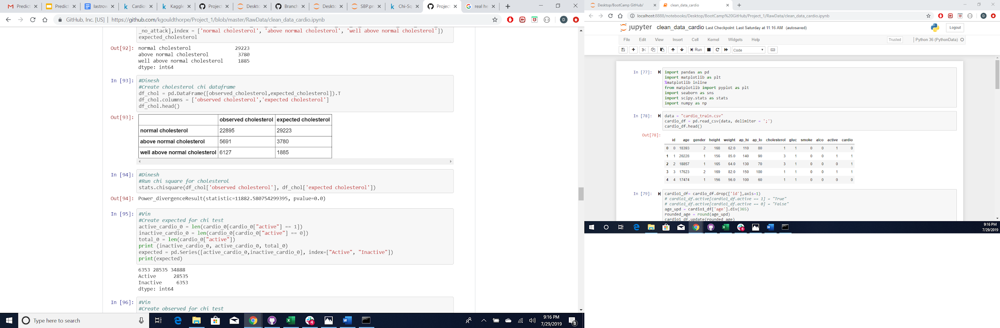 Predict
Predict
lastrow
Cardio
Kaggle
Project
Deskto
Branch
Deskto
SBP.pn
Chi-Sq
Project
real he
GitHub, Inc. [US] | https://github.com/kgouldthorpe/Project_1/blob/master/RawData/clean_data_cardio.ipynb
_no_attack],index = ['normal cholesterol', 'above normal cholesterol', 'well above normal cholesterol'])
expected_cholesterol
Out[92]: normal cholesterol 29223
above normal cholesterol 3780
well above normal cholesterol 1885
dtype: int64
In [93]: #Dinesh
#Create cholesterol chi dataframe
df_chol = pd.DataFrame([observed_cholesterol,expected_cholesterol]).T
df_chol.columns = ['observed cholesterol','expected cholesterol']
df_chol.head()
Out[93]:
observed cholesterol expected cholesterol
normal cholesterol 22895 29223
above normal cholesterol 5691 3780
well above normal cholesterol 6127 1885
In [94]: #Dinesh
#Run chi square for cholesterol
stats.chisquare(df_chol['observed cholesterol'], df_chol['expected cholesterol'])
Out[94]: Power_divergenceResult(statistic=11882.580754299395, pvalue=0.0)
In [95]: #Vin
#Create expected for chi test
active_cardio_0 = len(cardio_0[cardio_0["active"] == 1])
inactive_cardio_0 = len(cardio_0[cardio_0["active"] == 0])
total_0 = len(cardio_0["active"])
print (inactive_cardio_0, active_cardio_0, total_0)
expected = pd.Series([active_cardio_0,inactive_cardio_0], index=["Active", "Inactive"])
print(expected)
6353 28535 34888
Active 28535
Inactive 6353
dtype: int64
In [96]: #Vin
#Create observed for chi test
Type here to search
9:16 PM
7/29/2019
Desktop/BootCamp GitHub/
clean_data_cardio
localhost:8888/notebooks/Desktop/BootCamp%20GitHub/Project_1/RawData/clean_data_cardio.ipynb
jupyter clean_data_cardio Last Checkpoint: Last Saturday at 11:16 AM (autosaved)
Logout
File Edit View Insert Cell Kernel Widgets Help
Trusted | Python 36 (PythonData)
Run Code
In [77]: import pandas as pd
import matplotlib as plt
%matplotlib inline
from matplotlib import pyplot as plt
import seaborn as sns
import scipy.stats as stats
import numpy as np
In [78]: data = "cardio_train.csv"
cardio_df = pd.read_csv(data, delimiter = ';')
cardio_df.head()
Out[78]:
id age gender height weight ap_hi ap_lo cholesterol gluc smoke alco active cardio
0 0 18393 2 168 62.0 110 80 1 1 0 0 1 0
1 1 20228 1 156 85.0 140 90 3 1 0 0 1 1
2 2 18857 1 165 64.0 130 70 3 1 0 0 0 1
3 3 17623 2 169 82.0 150 100 1 1 0 0 1 1
4 4 17474 1 156 56.0 100 60 1 1 0 0 0 0
In [79]: cardio1_df= cardio_df.drop(['id'],axis=1)
# cardio1_df.active[cardio1_df.active == 1] = "True"
# cardio1_df.active[cardio1_df.active == 0] = "False"
age_upd = cardio1_df['age'].div(365)
rounded_age = round(age_upd)
cardio1_df.update(rounded_age)
9:16 PM
7/29/2019